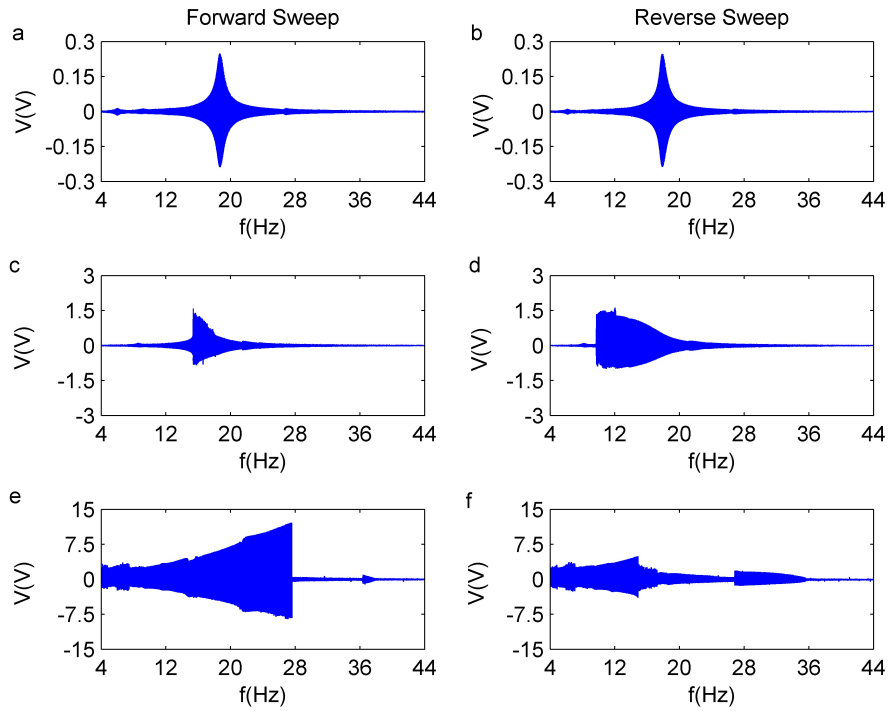 Forward Sweep Reverse Sweep
a b
0.3 0.3
0.15 0.15
V(V) 0 V(V) 0
-0.15 -0.15
-0.3 -0.3
4 12 20 28 36 44 4 12 20 28 36 44
f(Hz) f(Hz)
c d
3 3
1.5 1.5
V(V) 0 V(V) 0
-1.5 -1.5
-3 -3
4 12 20 28 36 44 4 12 20 28 36 44
f(Hz) f(Hz)
e f
15 15
7.5 7.5
V(V) 0 V(V) 0
-7.5 -7.5
-15 -15
4 12 20 28 36 44 4 12 20 28 36 44
f(Hz) f(Hz)